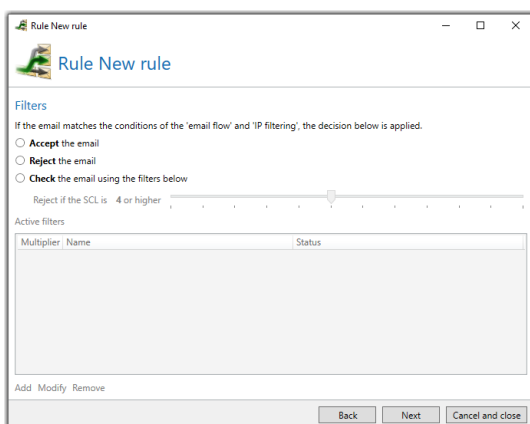 Rule New rule
Rule New rule
Filters
If the email matches the conditions of the 'email flow' and 'IP filtering', the decision below is applied.
Accept the email
Reject the email
Check the email using the filters below
Reject if the SCL is 4 or higher
Active filters
Multiplier Name Status
Add Modify Remove
Back Next Cancel and close